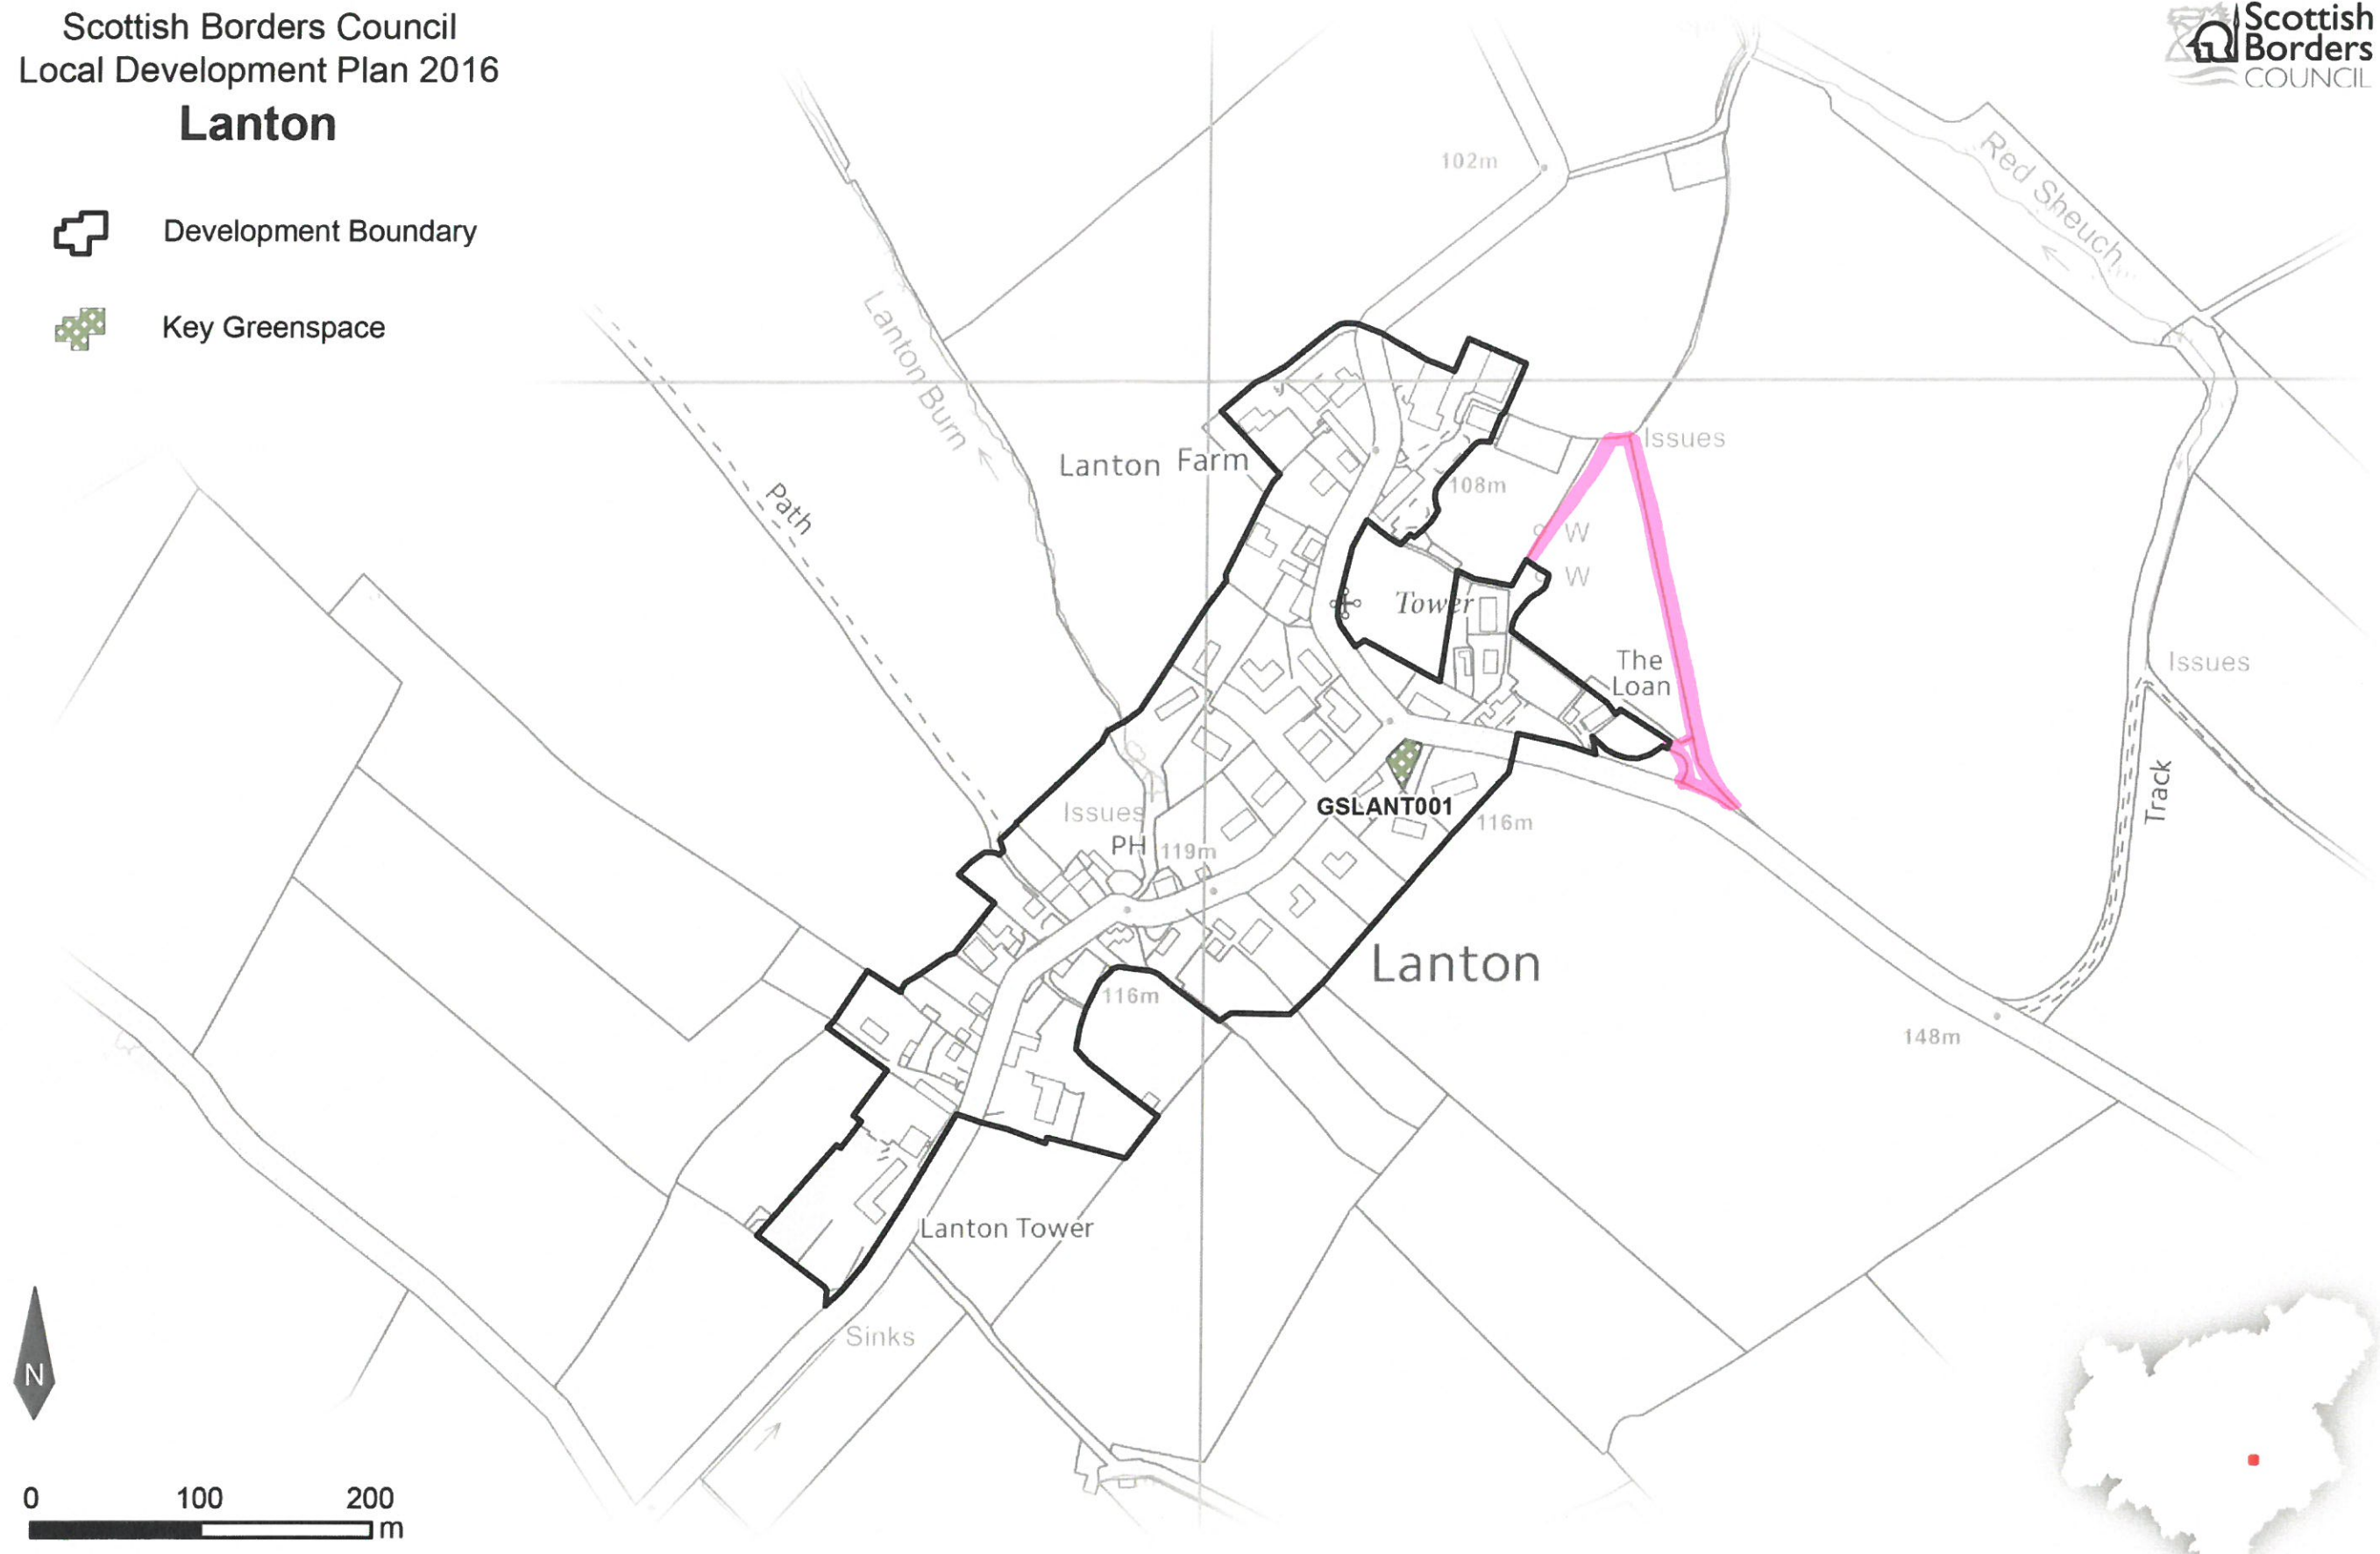 Scottish Borders Council
Local Development Plan 2016
Lanton
Development Boundary
Key Greenspace
Scottish
Borders
COUNCIL
102m
Red Sheuch
Lanton Burn
Lanton Farm
Issues
108m
Path
W
W
Tower
The
Loan
Issues
Track
GSLANT001
116m
Issues
PH
119m
Lanton
116m
148m
Lanton Tower
Sinks
N
0 100 200
m